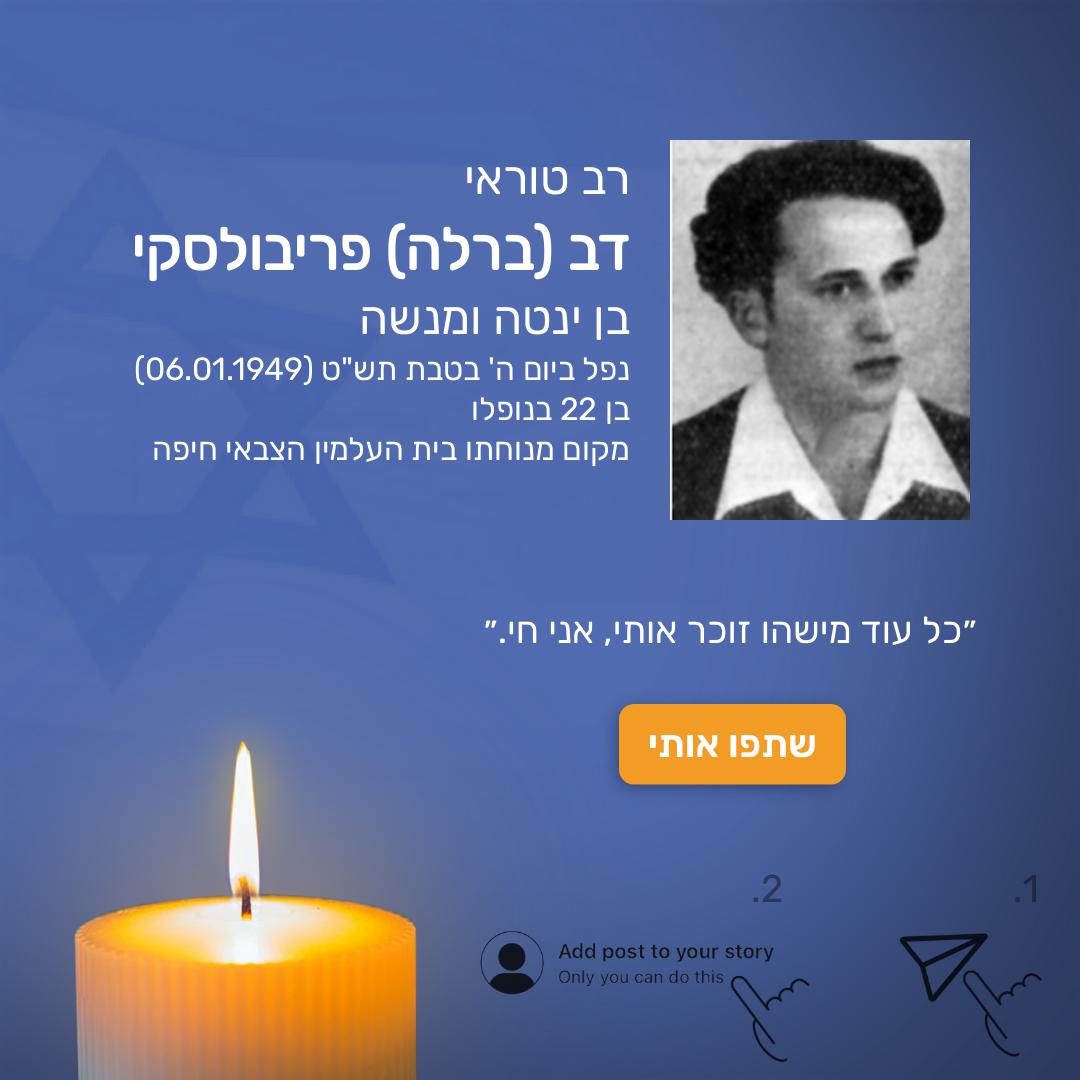 רב טוראי
דב (ברלה) פריבולסקי
בן ינטה ומנשה
נפל ביום ה' בטבת תש"ט (06.01.1949)
בן 22 בנופלו
מקום מנוחתו בית העלמין הצבאי חיפה
״כל עוד מישהו זוכר אותי, אני חי.״
שתפו אותי
.1
.2
Add post to your story
Only you can do this